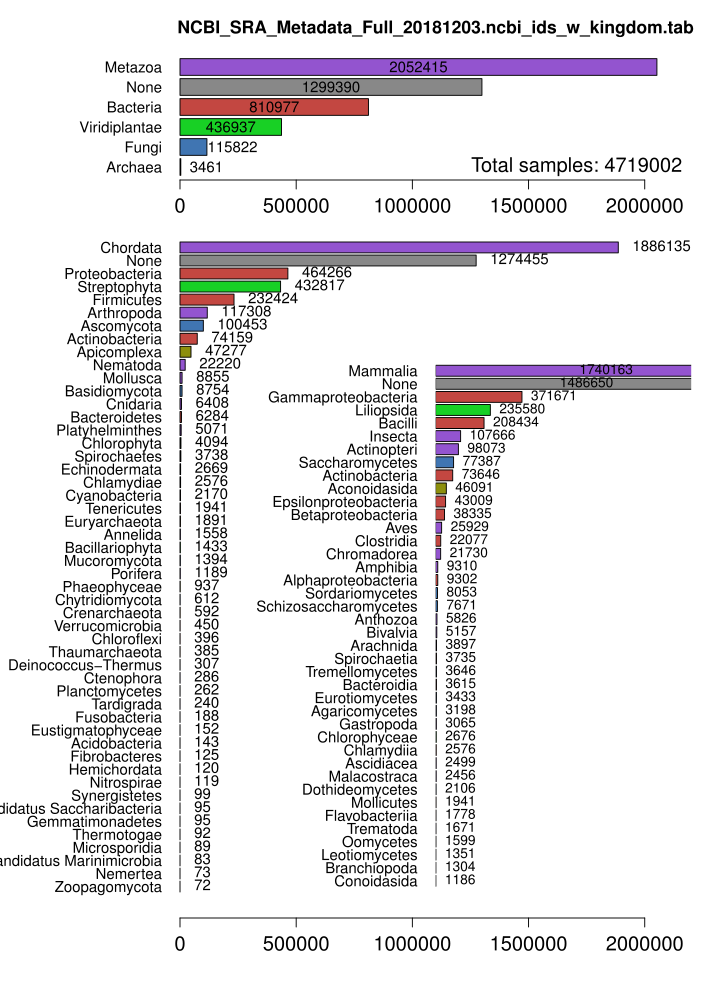 NCBI_SRA_Metadata_Full_20181203.ncbi_ids_w_kingdom.tab
Metazoa 2052415
None 1299390
Bacteria 810977
Viridiplantae 436937
Fungi 115822
Archaea 3461
Total samples: 4719002
0 500000 1000000 1500000 2000000
Chordata 1886135
None 1274455
Proteobacteria 464266
Streptophyta 432817
Firmicutes 232424
Arthropoda 117308
Ascomycota 100453
Actinobacteria 74159
Apicomplexa 47277
Nematoda 22220
Mollusca 8855
Basidiomycota 8754
Cnidaria 6408
Bacteroidetes 6284
Platyhelminthes 5071
Chlorophyta 4094
Spirochaetes 3738
Echinodermata 2669
Chlamydiae 2576
Cyanobacteria 2170
Tenericutes 1941
Euryarchaeota 1891
Annelida 1558
Bacillariophyta 1433
Mucoromycota 1394
Porifera 1189
Phaeophyceae 937
Chytridiomycota 612
Crenarchaeota 592
Verrucomicrobia 450
Chloroflexi 396
Thaumarchaeota 385
Deinococcus−Thermus 307
Ctenophora 286
Planctomycetes 262
Tardigrada 240
Fusobacteria 188
Eustigmatophyceae 152
Acidobacteria 143
Fibrobacteres 125
Hemichordata 120
Nitrospirae 119
Synergistetes 99
didatus Saccharibacteria 95
Gemmatimonadetes 95
Thermotogae 92
Microsporidia 89
andidatus Marinimicrobia 83
Nemertea 73
Zoopagomycota 72
Mammalia 1740163
None 1486650
Gammaproteobacteria 371671
Liliopsida 235580
Bacilli 208434
Insecta 107666
Actinopteri 98073
Saccharomycetes 77387
Actinobacteria 73646
Aconoidasida 46091
Epsilonproteobacteria 43009
Betaproteobacteria 38335
Aves 25929
Clostridia 22077
Chromadorea 21730
Amphibia 9310
Alphaproteobacteria 9302
Sordariomycetes 8053
Schizosaccharomycetes 7671
Anthozoa 5826
Bivalvia 5157
Arachnida 3897
Spirochaetia 3735
Tremellomycetes 3646
Bacteroidia 3615
Eurotiomycetes 3433
Agaricomycetes 3198
Gastropoda 3065
Chlorophyceae 2676
Chlamydiia 2576
Ascidiacea 2499
Malacostraca 2456
Dothideomycetes 2106
Mollicutes 1941
Flavobacteriia 1778
Trematoda 1671
Oomycetes 1599
Leotiomycetes 1351
Branchiopoda 1304
Conoidasida 1186
0 500000 1000000 1500000 2000000